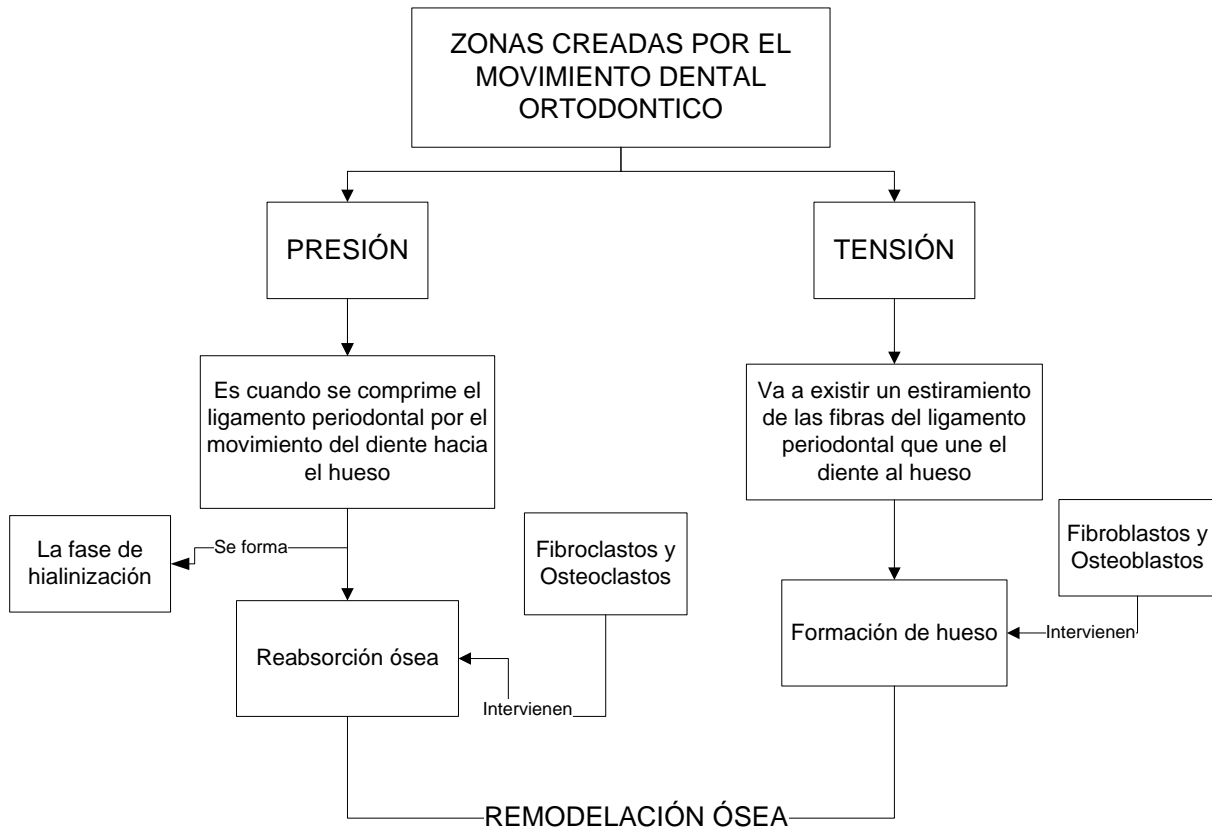 ZONAS CREADAS POR EL
MOVIMIENTO DENTAL
ORTODONTICO
PRESIÓN
TENSIÓN
Es cuando se comprime el
ligamento periodontal por el
movimiento del diente hacia
el hueso
Va a existir un estiramiento
de las fibras del ligamento
periodontal que une el
diente al hueso
La fase de
hialinización
Se forma
Fibroclastos y
Osteoclastos
Fibroblastos y
Osteoblastos
Reabsorción ósea
Intervienen
Formación de hueso
Intervienen
REMODELACIÓN ÓSEA